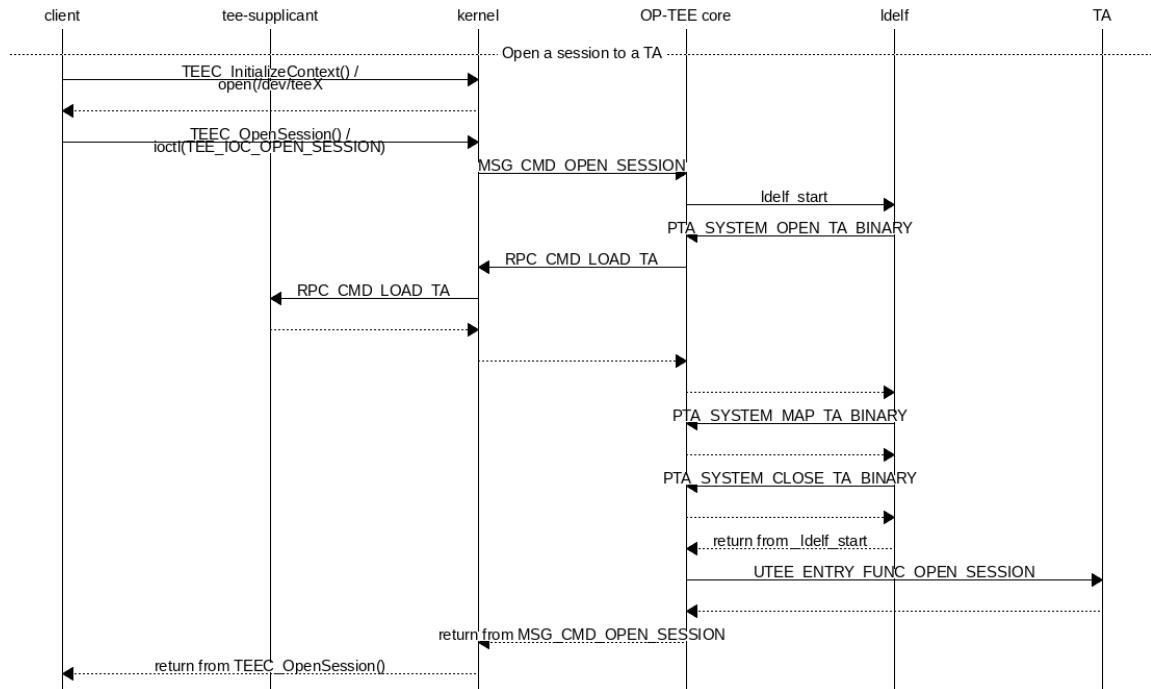 client
tee-supplicant
kernel
OP-TEE core
ldelf
TA
Open a session to a TA
TEEC_InitializeContext() /
open(/dev/teeX
TEEC_OpenSession() /
ioctl(TEE_IOC_OPEN_SESSION)
MSG_CMD_OPEN_SESSION
ldelf_start
PTA_SYSTEM_OPEN_TA_BINARY
RPC_CMD_LOAD_TA
RPC_CMD_LOAD_TA
PTA_SYSTEM_MAP_TA_BINARY
PTA_SYSTEM_CLOSE_TA_BINARY
return from _ldelf_start
UTEE_ENTRY_FUNC_OPEN_SESSION
return from MSG_CMD_OPEN_SESSION
return from TEEC_OpenSession()